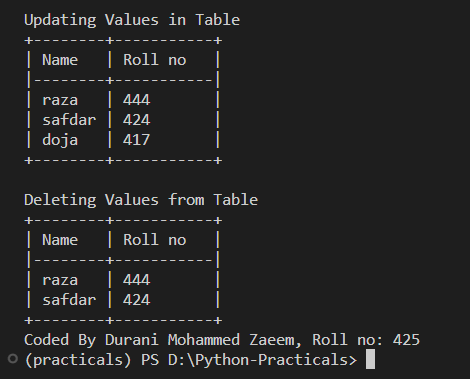 Updating Values in Table
+--------+-----------+
| Name   | Roll no   |
|--------+-----------|
| raza   | 444       |
| safdar | 424       |
| doja   | 417       |
+--------+-----------+

Deleting Values from Table
+--------+-----------+
| Name   | Roll no   |
|--------+-----------|
| raza   | 444       |
| safdar | 424       |
+--------+-----------+
Coded By Durani Mohammed Zaeem, Roll no: 425
(practicals) PS D:\Python-Practicals>